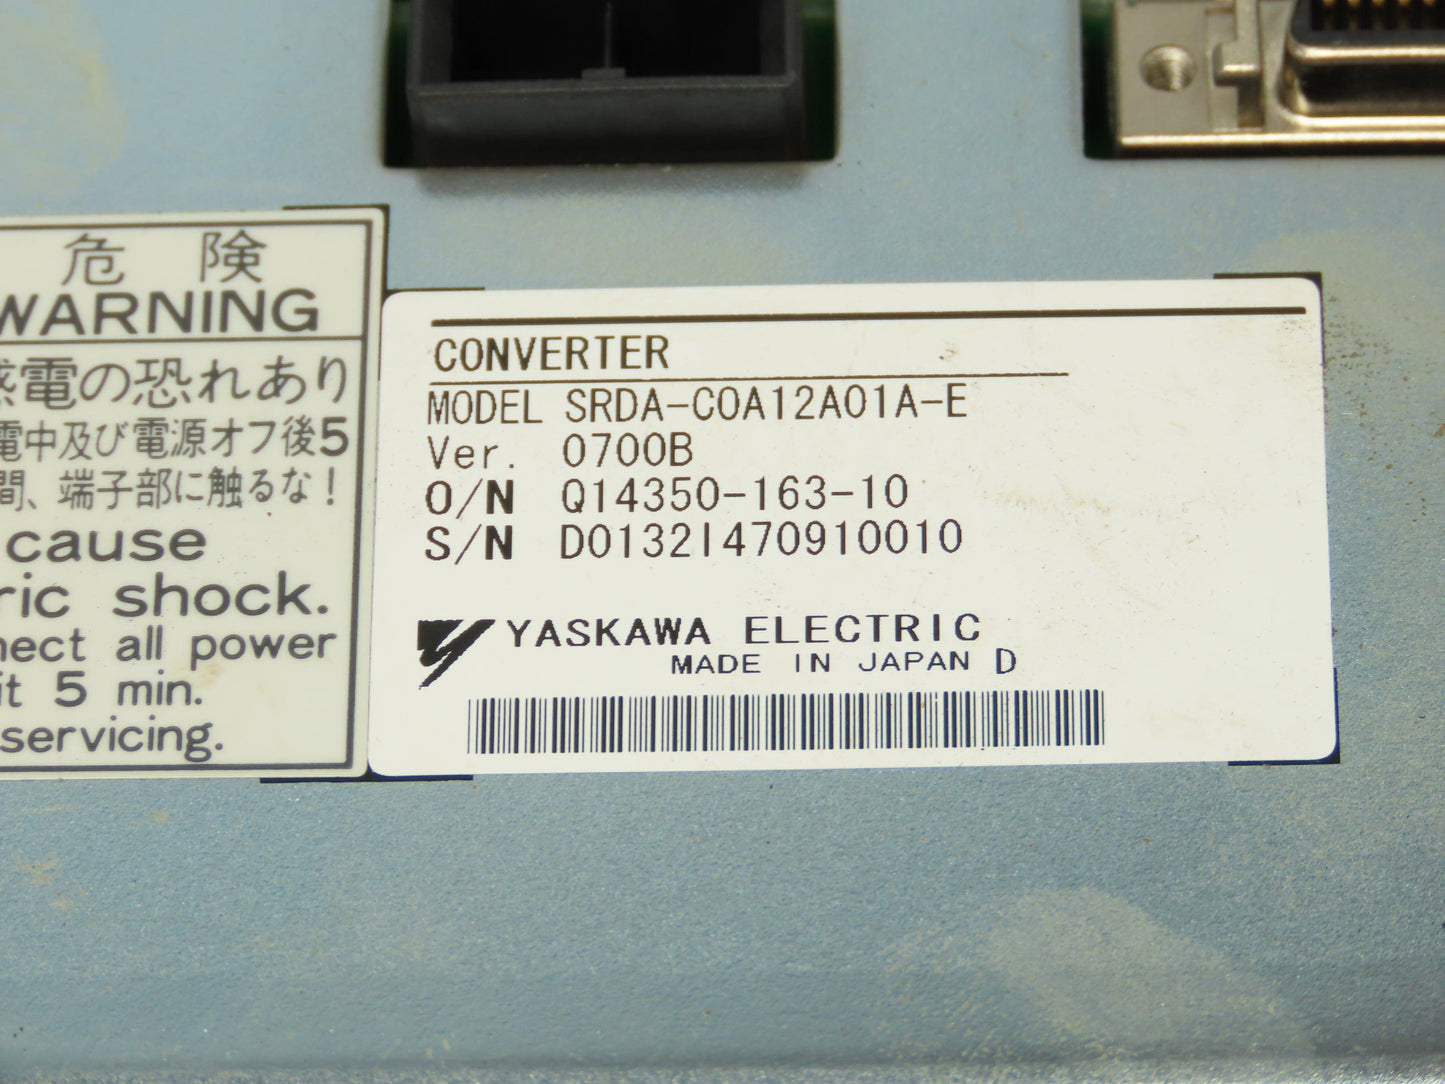 危 険
WARNING
感電の恐れあり
電中及び電源オフ後5
間、端子部に触るな!
cause
ric shock.
nect all power
it 5 min.
servicing.
CONVERTER
MODEL SRDA-COA12A01A-E
Ver. 0700B
O/N Q14350-163-10
S/N D0132I470910010
YASKAWA ELECTRIC
MADE IN JAPAN D